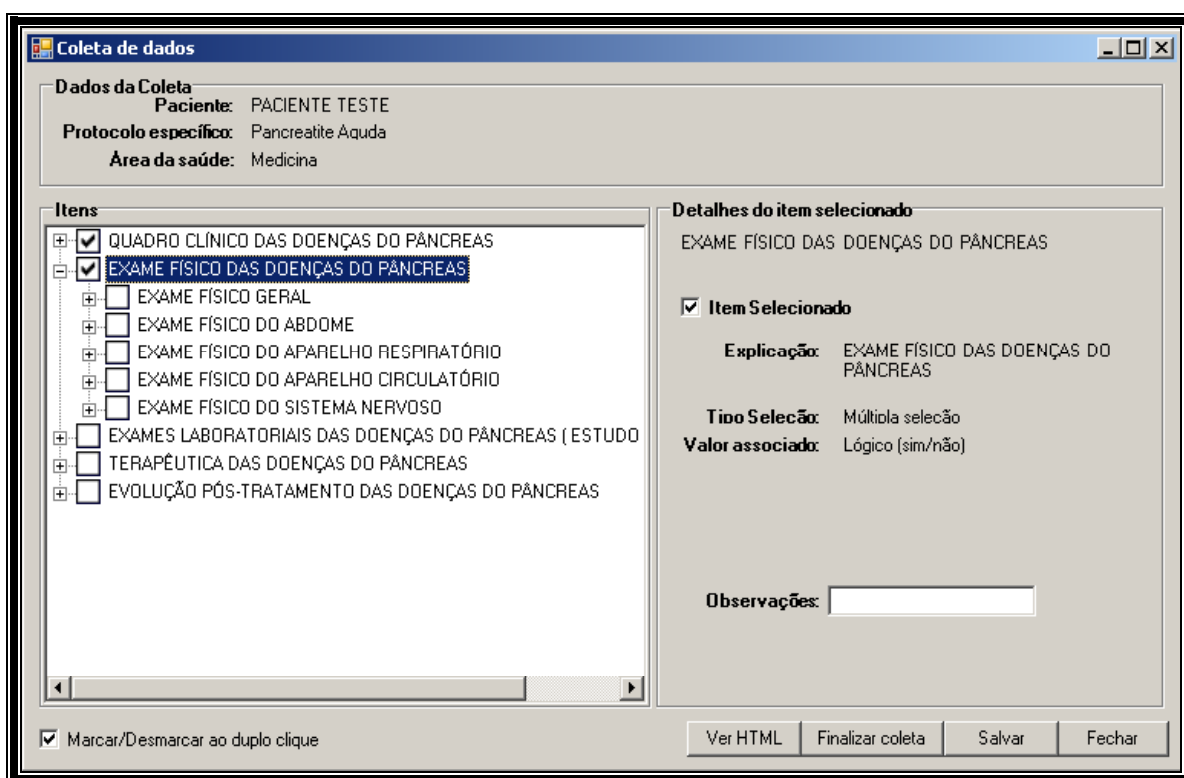 Coleta de dados
Dados da Coleta
Paciente: PACIENTE TESTE
Protocolo específico: Pancreatite Aguda
Área da saúde: Medicina
Itens
QUADRO CLÍNICO DAS DOENÇAS DO PÂNCREAS
EXAME FÍSICO DAS DOENÇAS DO PÂNCREAS
EXAME FÍSICO GERAL
EXAME FÍSICO DO ABDOME
EXAME FÍSICO DO APARELHO RESPIRATÓRIO
EXAME FÍSICO DO APARELHO CIRCULATÓRIO
EXAME FÍSICO DO SISTEMA NERVOSO
EXAMES LABORATORIAIS DAS DOENÇAS DO PÂNCREAS ( ESTUDO
TERAPÊUTICA DAS DOENÇAS DO PÂNCREAS
EVOLUÇÃO PÓS-TRATAMENTO DAS DOENÇAS DO PÂNCREAS
Detalhes do item selecionado
EXAME FÍSICO DAS DOENÇAS DO PÂNCREAS
Item Selecionado
Explicação: EXAME FÍSICO DAS DOENÇAS DO
PÂNCREAS
Tipo Seleção: Múltipla seleção
Valor associado: Lógico (sim/não)
Observações:
Marcar/Desmarcar ao duplo clique
Ver HTML
Finalizar coleta
Salvar
Fechar